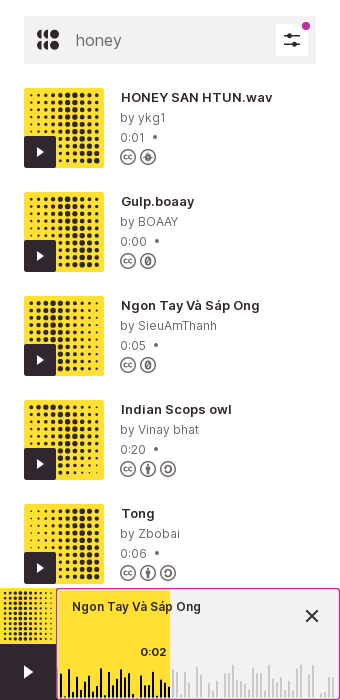 honey
HONEY SAN HTUN.wav
by ykg1
0:01 •
Gulp.boaay
by BOAAY
0:00 •
Ngon Tay Và Sáp Ong
by SieuAmThanh
0:05 •
Indian Scops owl
by Vinay bhat
0:20 •
Tong
by Zbobai
0:06 •
Ngon Tay Và Sáp Ong
0:02